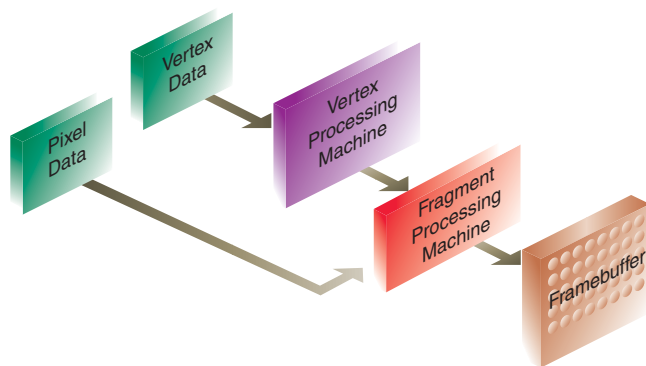 Vertex
Data
Pixel
Data
Vertex
Processing
Machine
Fragment
Processing
Machine
Framebuffer